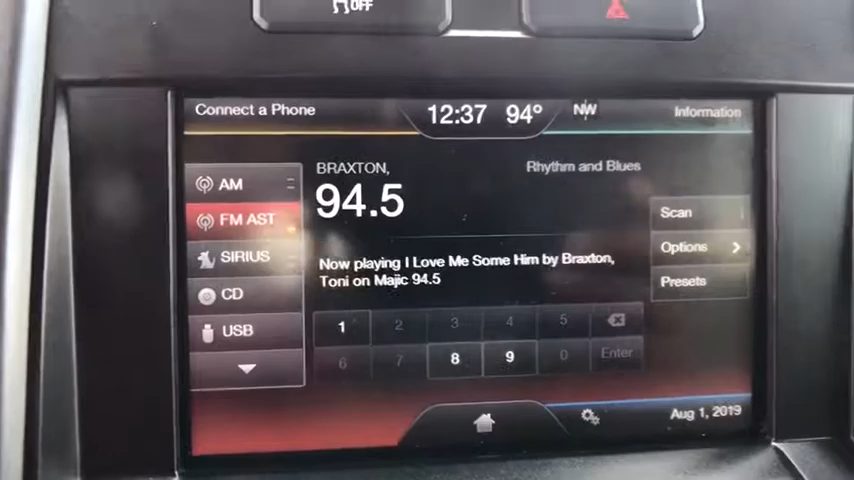 OFF
Connect a Phone
12:37 94° NW
Information
AM
FM AST
SIRIUS
CD
USB
BRAXTON,
Rhythm and Blues
94.5
Now playing I Love Me Some Him by Braxton,
Toni on Majic 94.5
Scan
Options
Presets
1 2 3 4 5
6 7 8 9 0 Enter
Aug 1, 2019